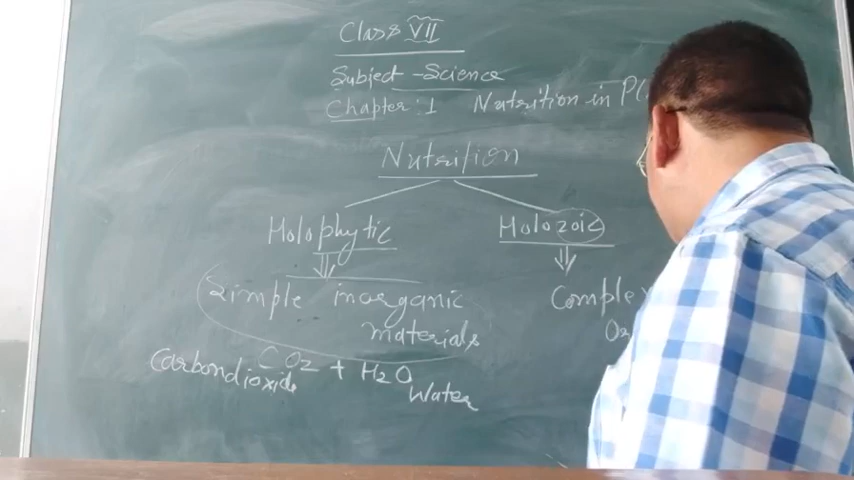 Class VII
Subject - Science
Chapter : 1 Nutrition in
Nutrition
Holophytic Holozoic
⇓ ⇓
Simple inorganic materials
Complex
CO2 + H2O
Carbondioxide Water